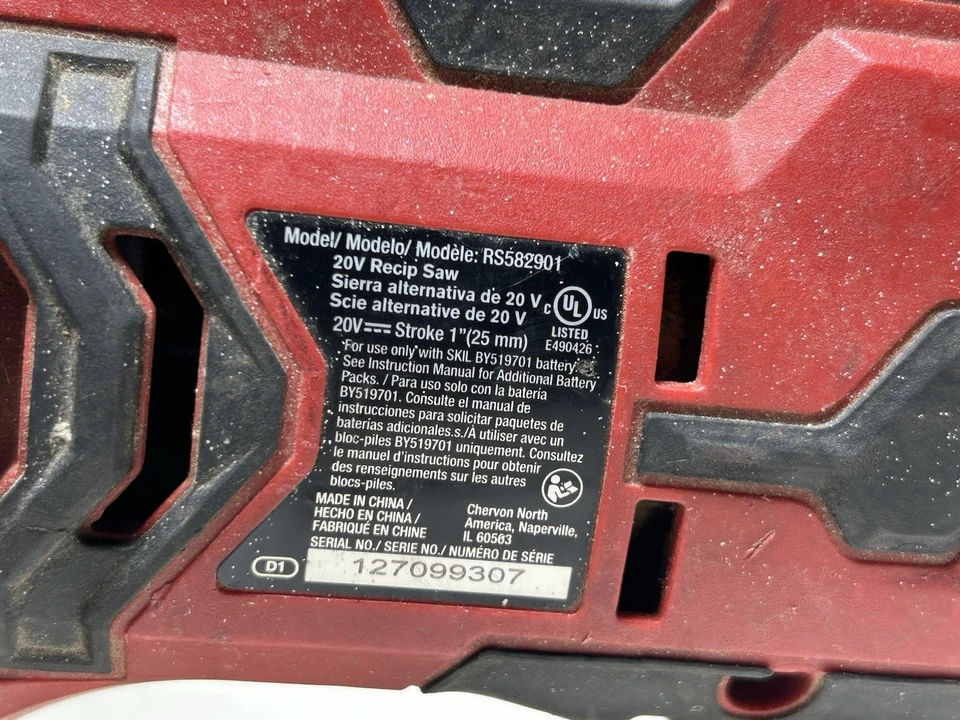 Model/ Modelo/ Modèle: RS582901
20V Recip Saw
Sierra alternativa de 20 V
Scie alternative de 20 V
20V⎓ Stroke 1”(25 mm)
C UL US
LISTED
E490426
For use only with SKIL BY519701 battery.
See Instruction Manual for Additional Battery
Packs. / Para uso solo con la batería
BY519701. Consulte el manual de
instrucciones para solicitar paquetes de
baterías adicionales.s./À utiliser avec un
bloc-piles BY519701 uniquement. Consultez
le manuel d'instructions pour obtenir
des renseignements sur les autres
blocs-piles.
MADE IN CHINA /
HECHO EN CHINA /
FABRIQUÉ EN CHINE
Chervon North
America, Naperville,
IL 60563
SERIAL NO./ SERIE NO./ NUMÉRO DE SÉRIE
D1
127099307